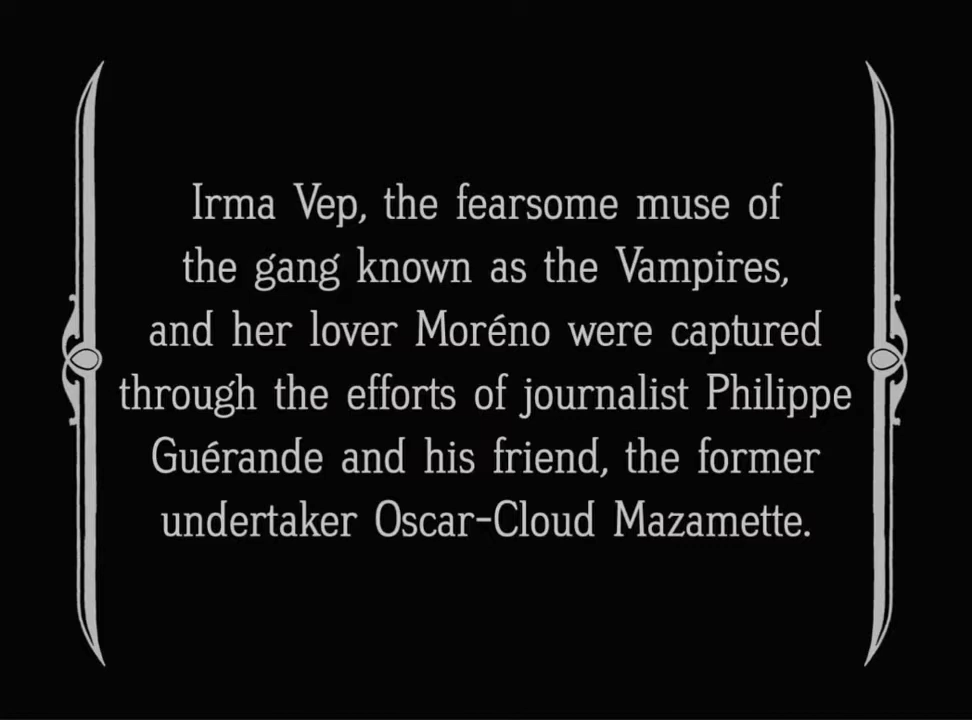 Irma Vep, the fearsome muse of
the gang known as the Vampires,
and her lover Moréno were captured
through the efforts of journalist Philippe
Guérande and his friend, the former
undertaker Oscar-Cloud Mazamette.